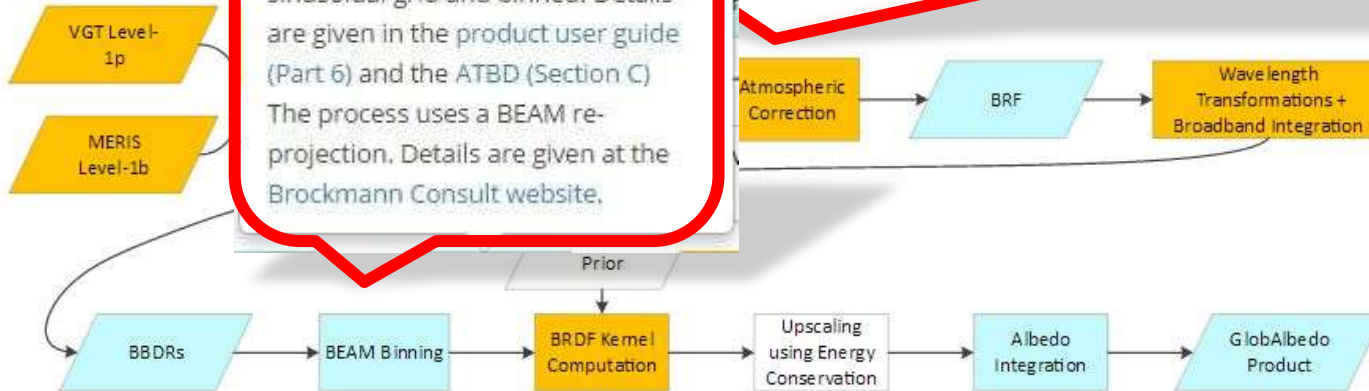 VGT Level-
1p
MERIS
Level-1b
are given in the product user guide
(Part 6) and the ATBD (Section C)
The process uses a BEAM re-
projection. Details are given at the
Brockmann Consult website.
Atmospheric
Correction
BRF
Wavelength
Transformations +
Broadband Integration
Prior
BBDRs
BEAM Binning
BRDF Kernel
Computation
Upscaling
using Energy
Conservation
Albedo
Integration
GlobAlbedo
Product